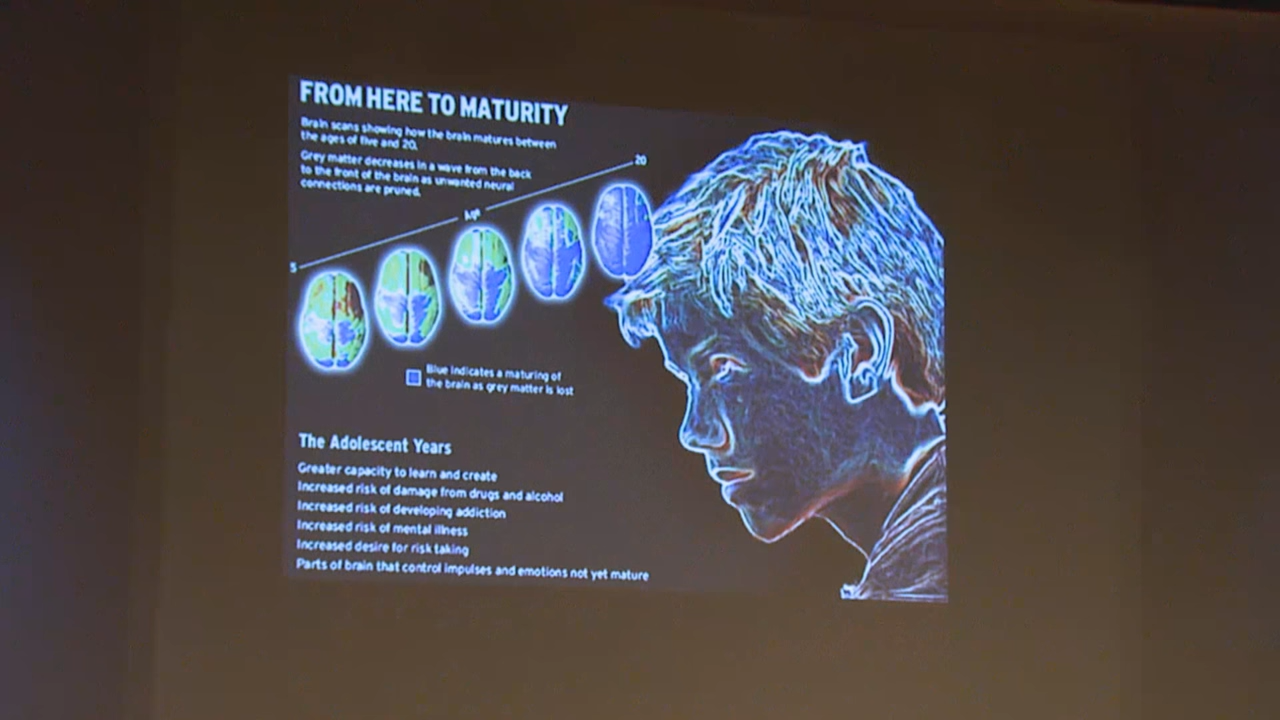 FROM HERE TO MATURITY
Brain scans showing how the brain matures between
the ages of five and 20.
Grey matter decreases in a wave from the back
to the front of the brain as unwanted neural
connections are pruned.
20
Age
5
Blue indicates a maturing of
the brain as grey matter is lost
The Adolescent Years
Greater capacity to learn and create
Increased risk of damage from drugs and alcohol
Increased risk of developing addiction
Increased risk of mental illness
Increased desire for risk taking
Parts of brain that control impulses and emotions not yet mature